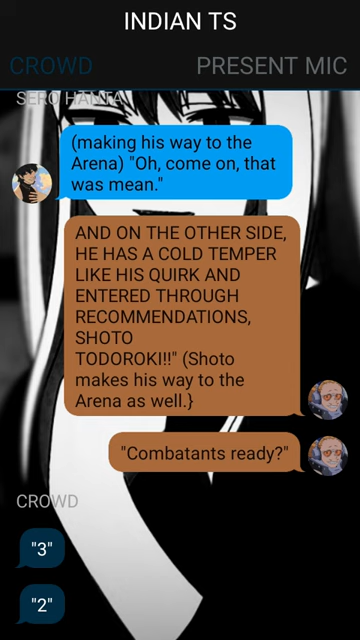 INDIAN TS
CROWD
PRESENT MIC
SERO HANTA
(making his way to the
Arena) "Oh, come on, that
was mean."
AND ON THE OTHER SIDE,
HE HAS A COLD TEMPER
LIKE HIS QUIRK AND
ENTERED THROUGH
RECOMMENDATIONS,
SHOTO
TODOROKI!!" (Shoto
makes his way to the
Arena as well.}
"Combatants ready?"
CROWD
"3"
"2"